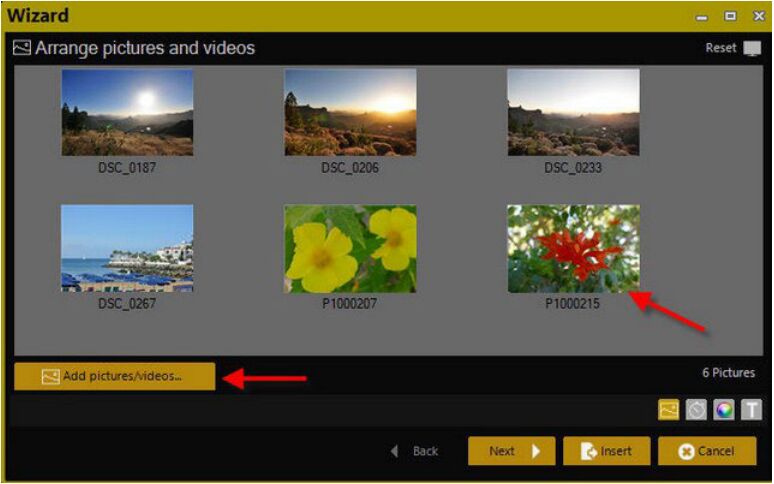 Wizard
Arrange pictures and videos
Reset
DSC_0187
DSC_0206
DSC_0233
DSC_0267
P1000207
P1000215
Add pictures/videos...
6 Pictures
T
Back
Next
Insert
Cancel